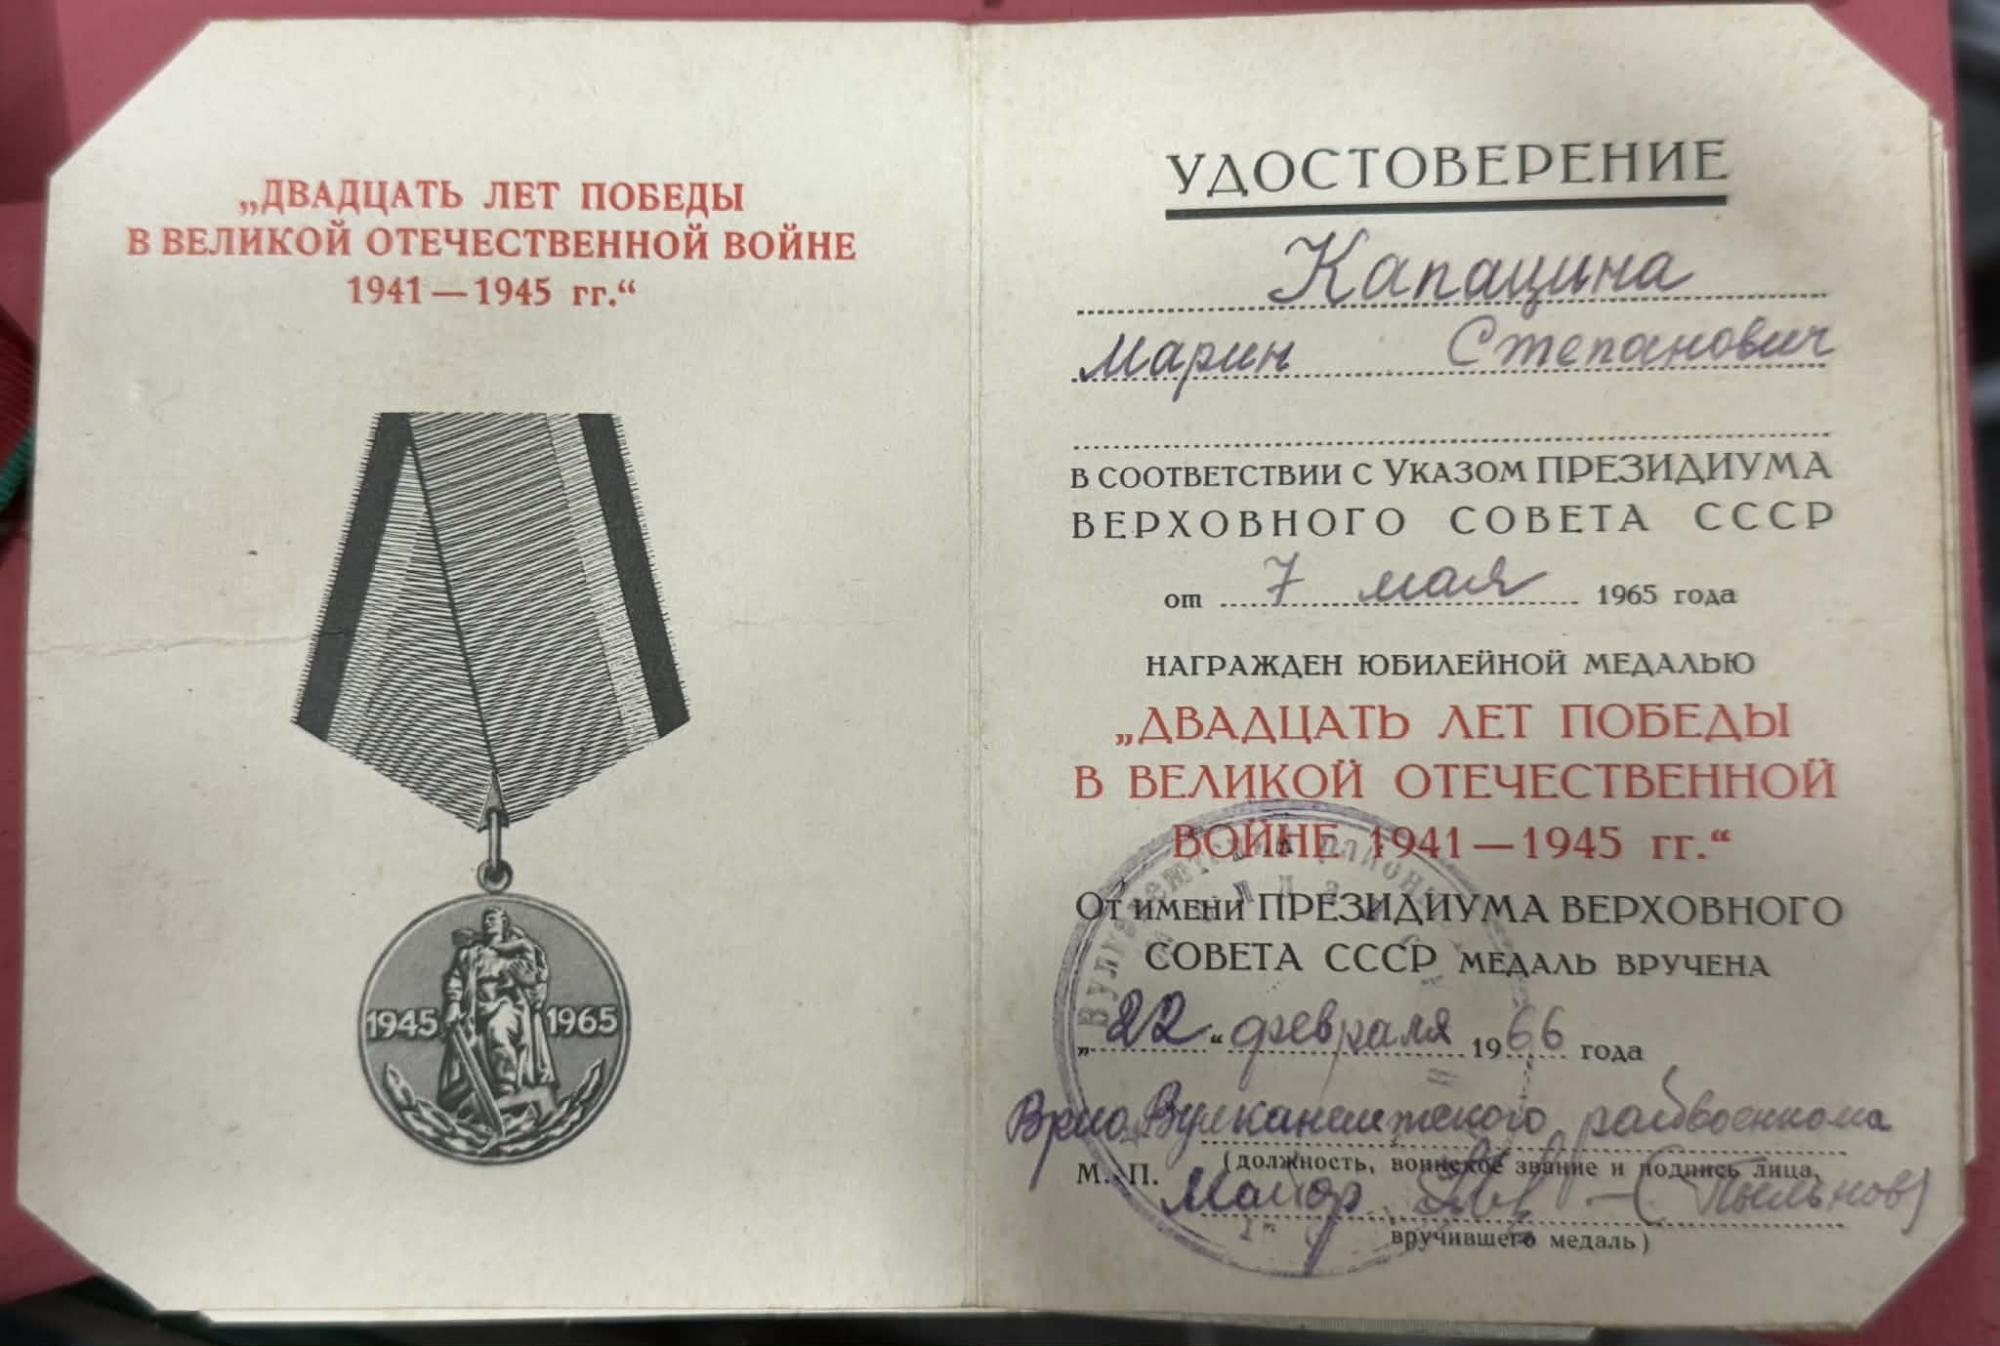 „ДВАДЦАТЬ ЛЕТ ПОБЕДЫ
В ВЕЛИКОЙ ОТЕЧЕСТВЕННОЙ ВОЙНЕ
1941—1945 гг.“
1945 1965
УДОСТОВЕРЕНИЕ
Капацина
Марин Степанович
В СООТВЕТСТВИИ С УКАЗОМ ПРЕЗИДИУМА
ВЕРХОВНОГО СОВЕТА СССР
от 7 мая 1965 года
НАГРАЖДЕН ЮБИЛЕЙНОЙ МЕДАЛЬЮ
„ДВАДЦАТЬ ЛЕТ ПОБЕДЫ
В ВЕЛИКОЙ ОТЕЧЕСТВЕННОЙ
ВОЙНЕ 1941—1945 гг.“
ОТ ИМЕНИ ПРЕЗИДИУМА ВЕРХОВНОГО
СОВЕТА СССР МЕДАЛЬ ВРУЧЕНА
„22“ февраля 1966 года
Врио Вулканештского райвоенкома
(должность, воинское звание и подпись лица,
М. П. Майор (Пыльнов)
вручившего медаль)